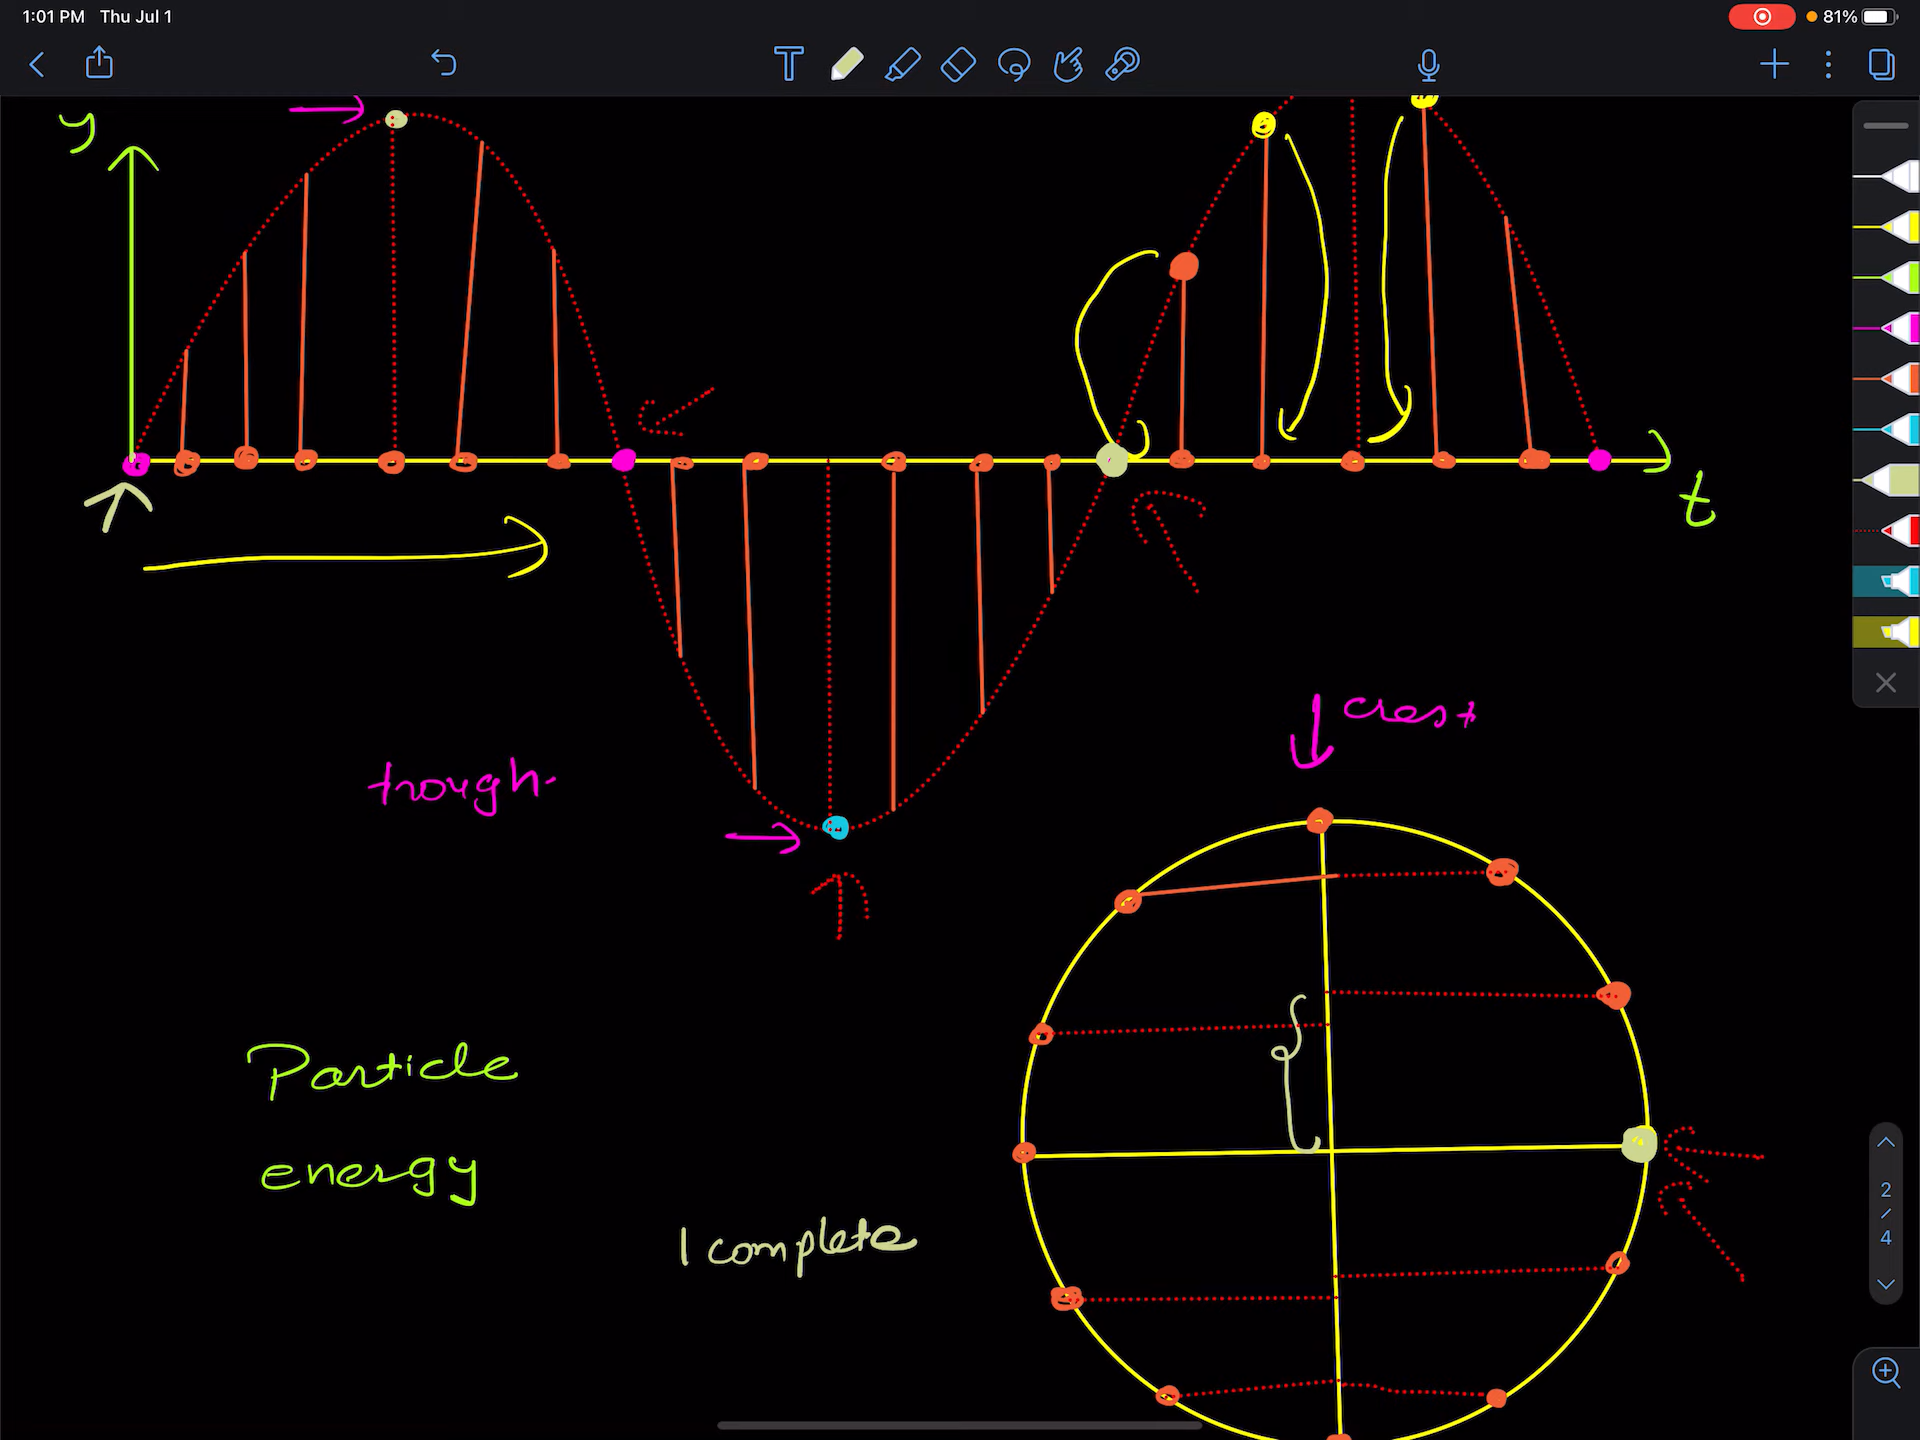 1:01 PM Thu Jul 1
81%
T
y
t
crest
trough.
Particle
energy
1 complete
2
/
4